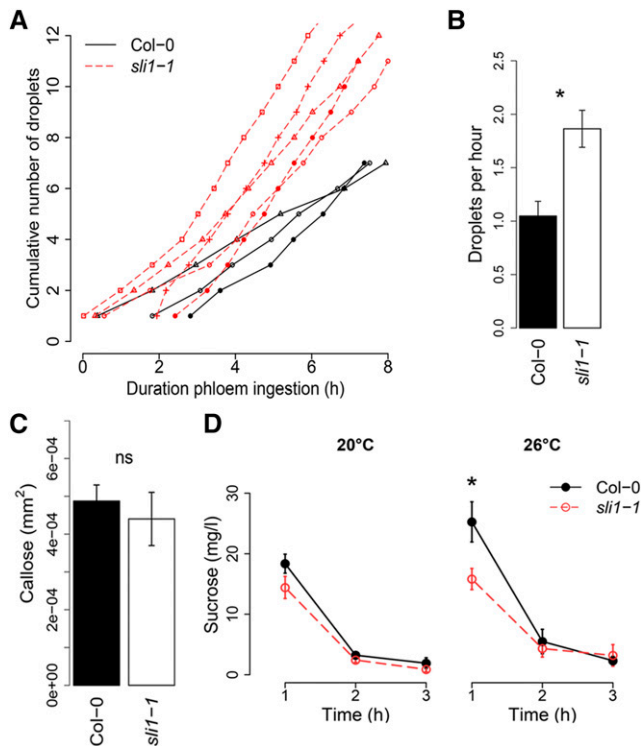 A
Col−0
sli1−1
Cumulative number of droplets
12
10
8
6
4
2
0 2 4 6 8
Duration phloem ingestion (h)
B
*
Droplets per hour
2.5
2.0
1.5
1.0
0.5
0.0
Col−0
sli1−1
C
ns
Callose (mm²)
6e−04
4e−04
2e−04
0e+00
Col−0
sli1−1
D
20°C 26°C
Col−0
sli1−1
*
Sucrose (mg/l)
30
20
10
0
1 2 3 1 2 3
Time (h) Time (h)